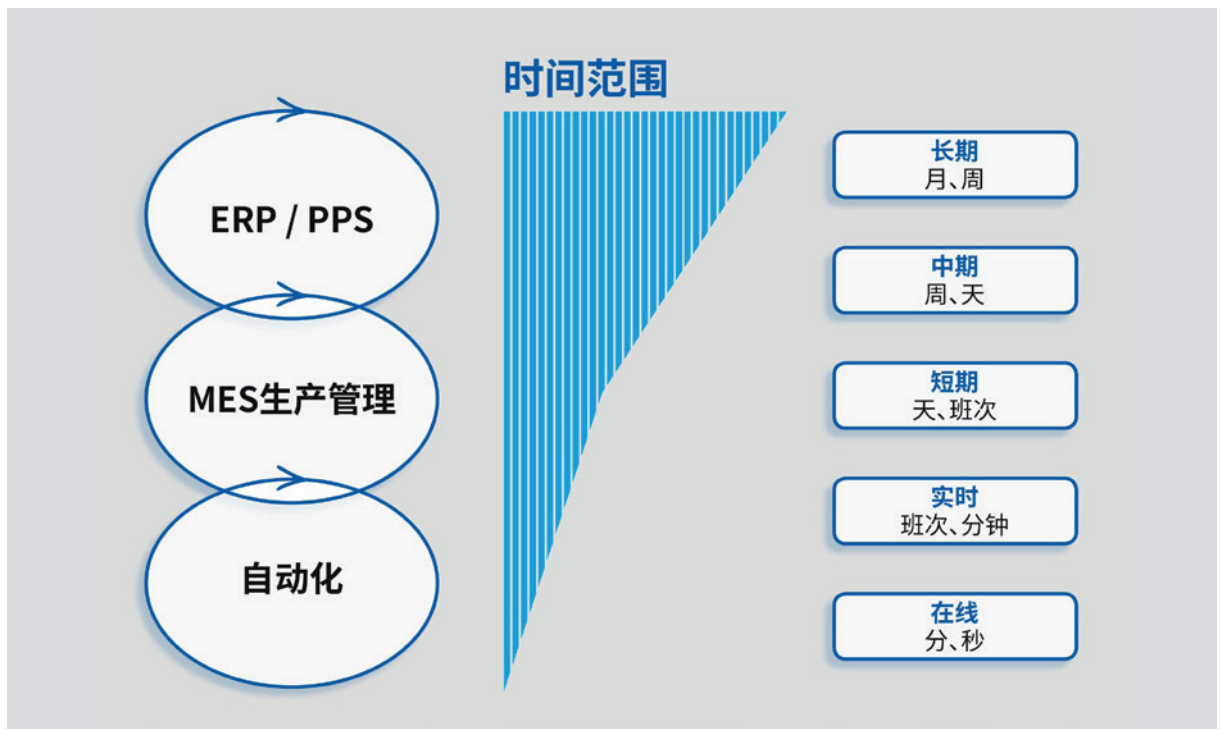 时间范围
ERP / PPS
MES生产管理
自动化
长期
月、周
中期
周、天
短期
天、班次
实时
班次、分钟
在线
分、秒